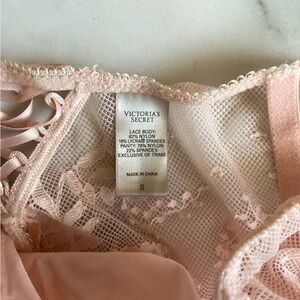 VICTORIA'S
SECRET
LACE BODY:
82% NYLON
18% LYCRA® SPANDEX
PANTY: 78% NYLON
22% SPANDEX
EXCLUSIVE OF TRIMS
MADE IN CHINA
S